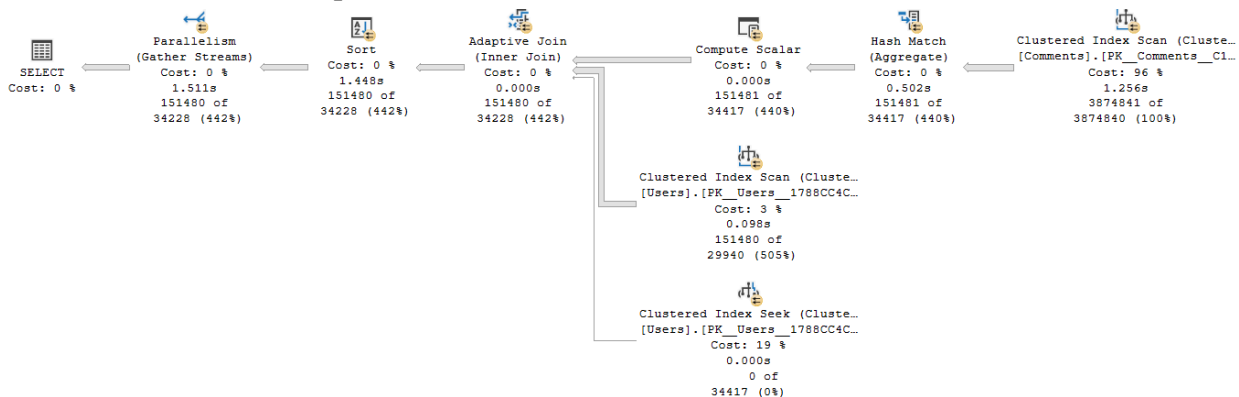 SELECT
Cost: 0 %
Parallelism
(Gather Streams)
Cost: 0 %
1.511s
151480 of
34228 (442%)
Sort
Cost: 0 %
1.448s
151480 of
34228 (442%)
Adaptive Join
(Inner Join)
Cost: 0 %
0.000s
151480 of
34228 (442%)
Compute Scalar
Cost: 0 %
0.000s
151481 of
34417 (440%)
Hash Match
(Aggregate)
Cost: 0 %
0.502s
151481 of
34417 (440%)
Clustered Index Scan (Cluste…
[Comments].[PK_Comments__C1…
Cost: 96 %
1.256s
3874841 of
3874840 (100%)
Clustered Index Scan (Cluste…
[Users].[PK__Users__1788CC4C…
Cost: 3 %
0.098s
151480 of
29940 (505%)
Clustered Index Seek (Cluste…
[Users].[PK__Users__1788CC4C…
Cost: 19 %
0.000s
0 of
34417 (0%)